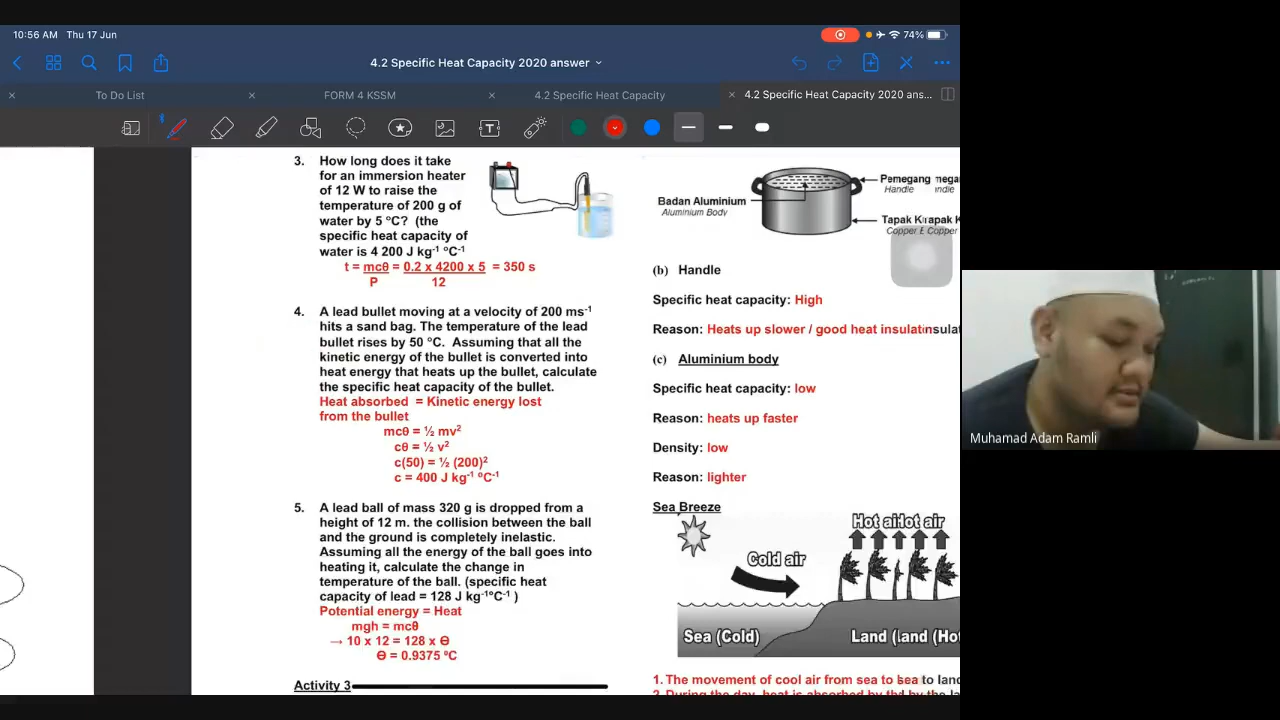 10:56 AM Thu 17 Jun
74%
4.2 Specific Heat Capacity 2020 answer
To Do List
FORM 4 KSSM
4.2 Specific Heat Capacity
4.2 Specific Heat Capacity 2020 ans...
3. How long does it take
for an immersion heater
of 12 W to raise the
temperature of 200 g of
water by 5 °C? (the
specific heat capacity of
water is 4 200 J kg⁻¹ °C⁻¹
t = mcθ = 0.2 x 4200 x 5 = 350 s
P 12
4. A lead bullet moving at a velocity of 200 ms⁻¹
hits a sand bag. The temperature of the lead
bullet rises by 50 °C. Assuming that all the
kinetic energy of the bullet is converted into
heat energy that heats up the bullet, calculate
the specific heat capacity of the bullet.
Heat absorbed = Kinetic energy lost
from the bullet
mcθ = ½ mv²
cθ = ½ v²
c(50) = ½ (200)²
c = 400 J kg⁻¹ °C⁻¹
5. A lead ball of mass 320 g is dropped from a
height of 12 m. the collision between the ball
and the ground is completely inelastic.
Assuming all the energy of the ball goes into
heating it, calculate the change in
temperature of the ball. (specific heat
capacity of lead = 128 J kg⁻¹°C⁻¹ )
Potential energy = Heat
mgh = mcθ
→ 10 x 12 = 128 x Ɵ
Ɵ = 0.9375 °C
Activity 3
Badan Aluminium
Aluminium Body
Pemegang
Handle
Tapak K
Copper
(b) Handle
Specific heat capacity: High
Reason: Heats up slower / good heat
(c) Aluminium body
Specific heat capacity: low
Reason: heats up faster
Density: low
Reason: lighter
Sea Breeze
Cold air
Hot air
Sea (Cold)
Land
1. The movement of cool air from sea to land
2. During the day, heat is absorbed by the
Muhamad Adam Ramli